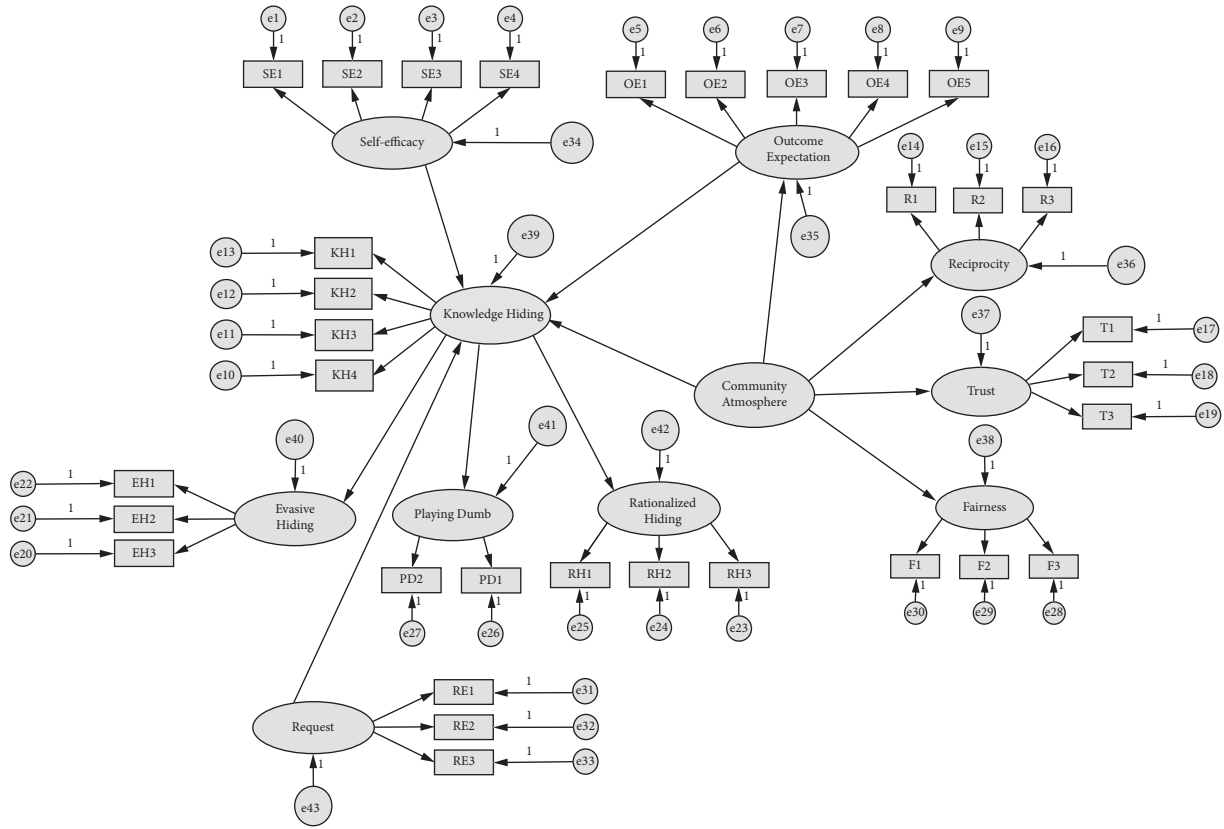 e1
e2
e3
e4
1
1
1
1
SE1
SE2
SE3
SE4
Self-efficacy
1
e34
e5
e6
e7
e8
e9
1
1
1
1
1
OE1
OE2
OE3
OE4
OE5
Outcome
Expectation
1
e35
e14
e15
e16
1
1
1
R1
R2
R3
Reciprocity
1
e36
e39
1
e13
1
KH1
e12
1
KH2
e11
1
KH3
e10
1
KH4
Knowledge Hiding
Community
Atmosphere
e37
1
Trust
T1
1
e17
T2
1
e18
T3
1
e19
e38
1
Fairness
F1
F2
F3
1
1
1
e30
e29
e28
e40
1
Evasive
Hiding
e22
1
EH1
e21
1
EH2
e20
1
EH3
e41
1
Playing Dumb
PD2
PD1
1
1
e27
e26
e42
1
Rationalized
Hiding
RH1
RH2
RH3
1
1
1
e25
e24
e23
Request
RE1
1
e31
RE2
1
e32
RE3
1
e33
1
e43